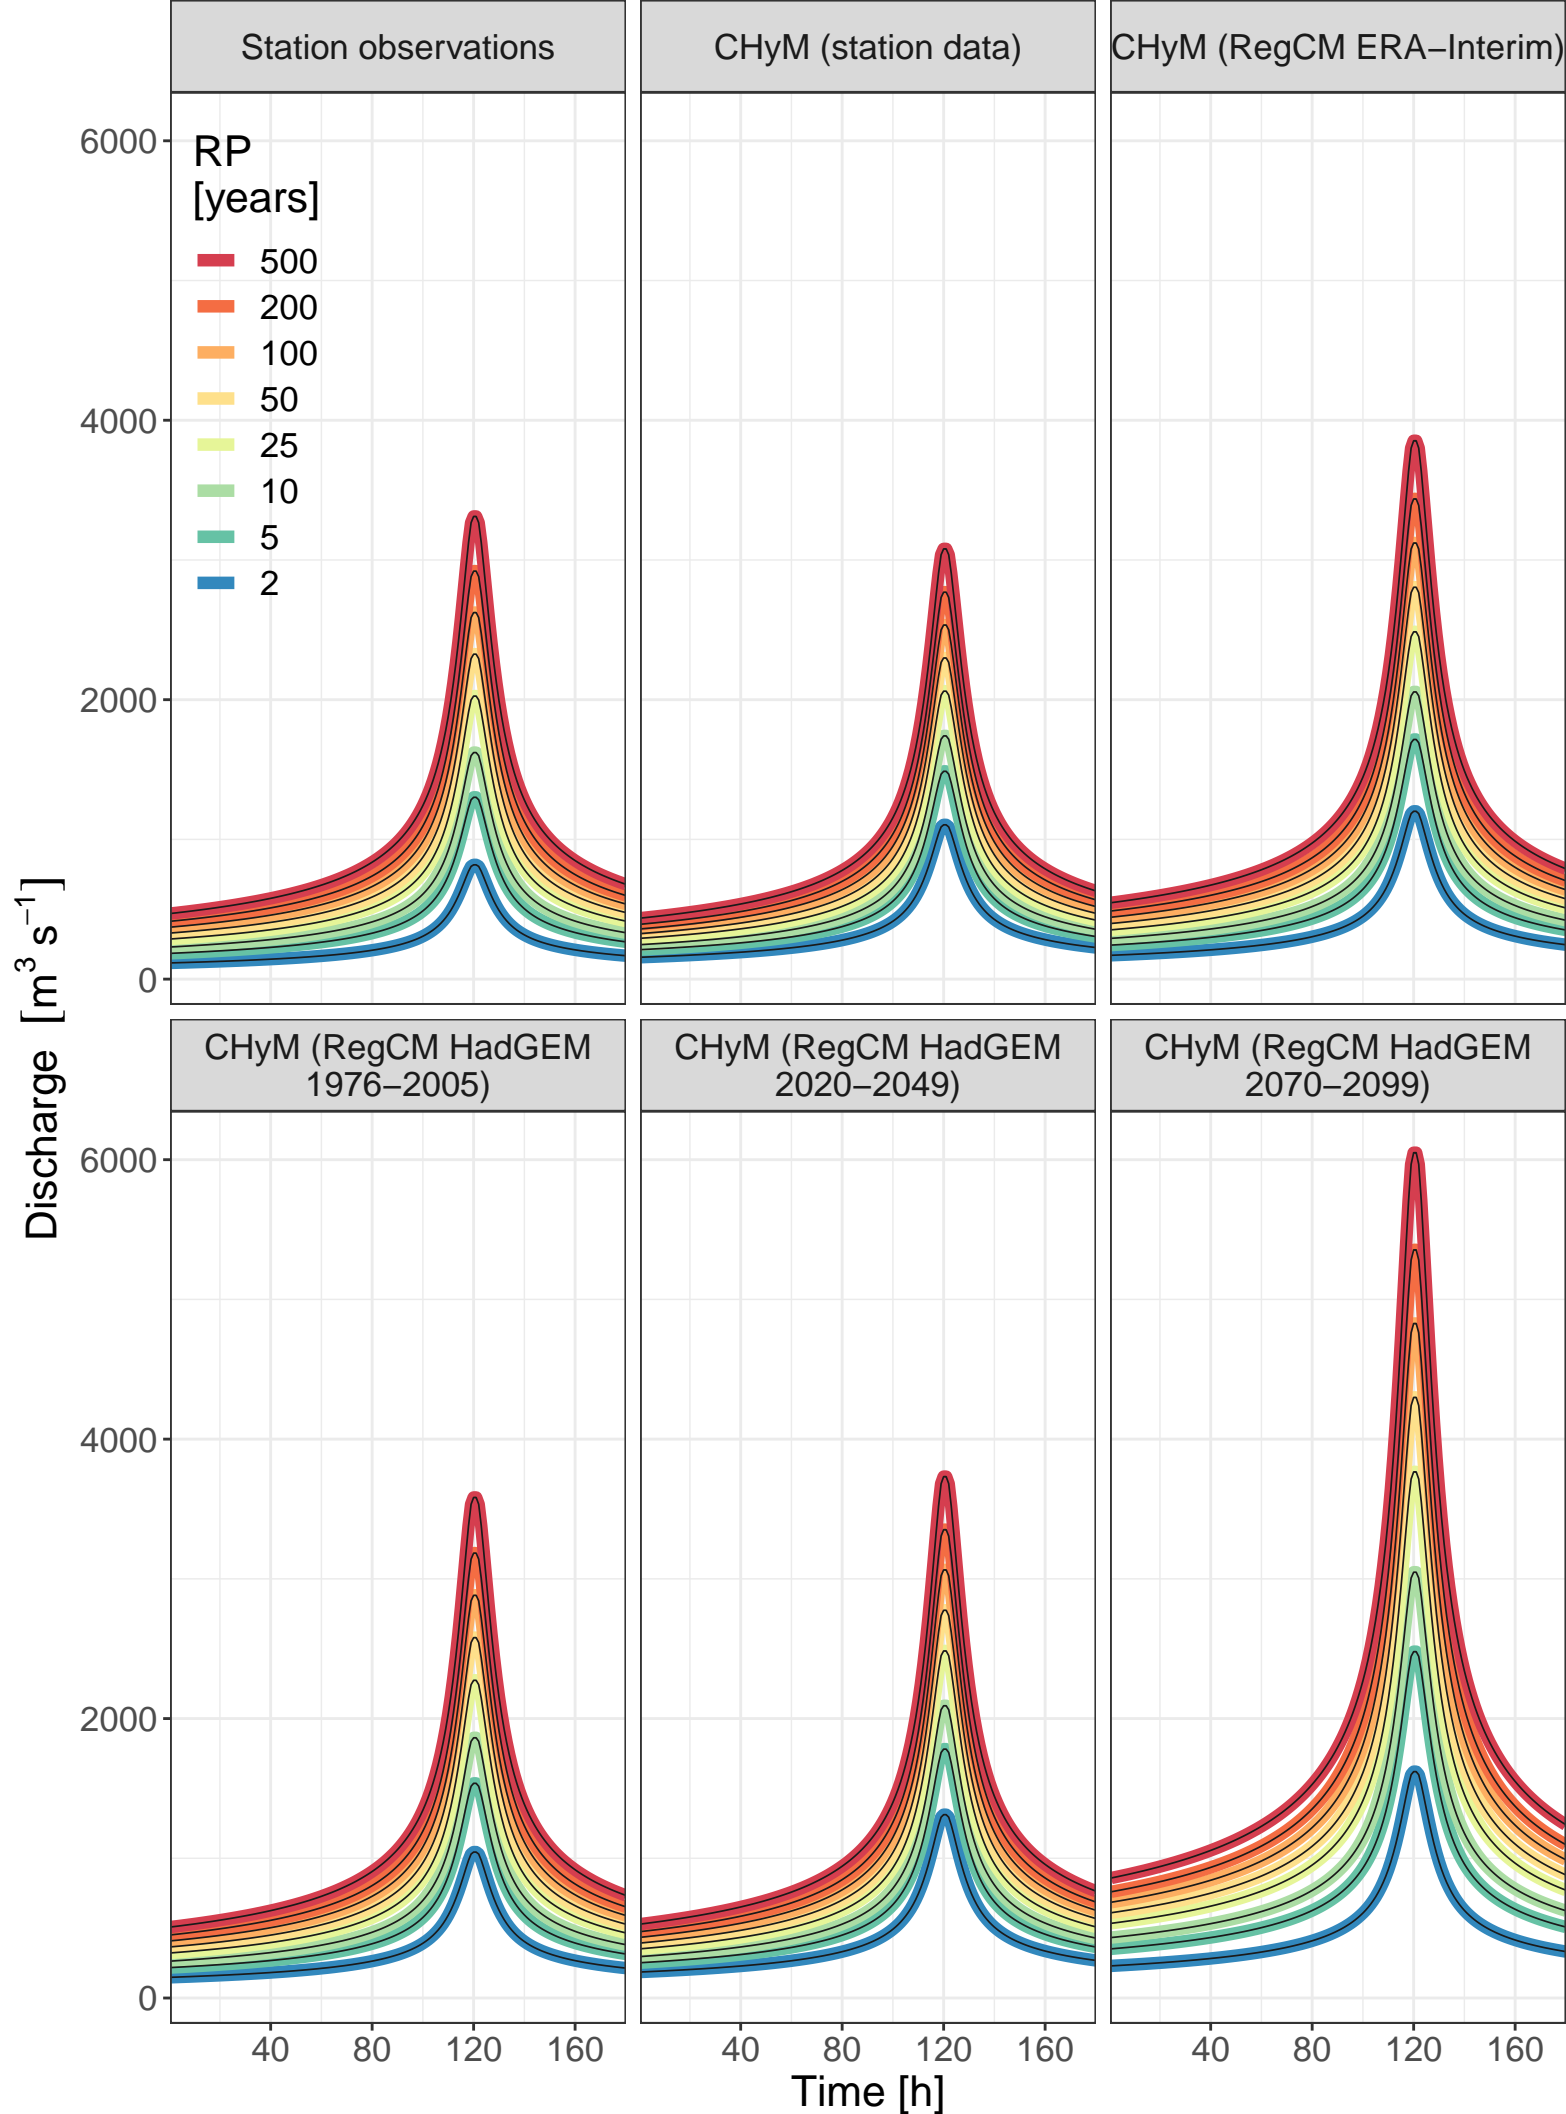 Station observations
CHyM (station data)
CHyM (RegCM ERA−Interim)
6000
4000
2000
0
RP
[years]
500
200
100
50
25
10
5
2
Discharge [m³ s⁻¹]
CHyM (RegCM HadGEM
1976−2005)
CHyM (RegCM HadGEM
2020−2049)
CHyM (RegCM HadGEM
2070−2099)
6000
4000
2000
0
40 80 120 160
40 80 120 160
40 80 120 160
Time [h]